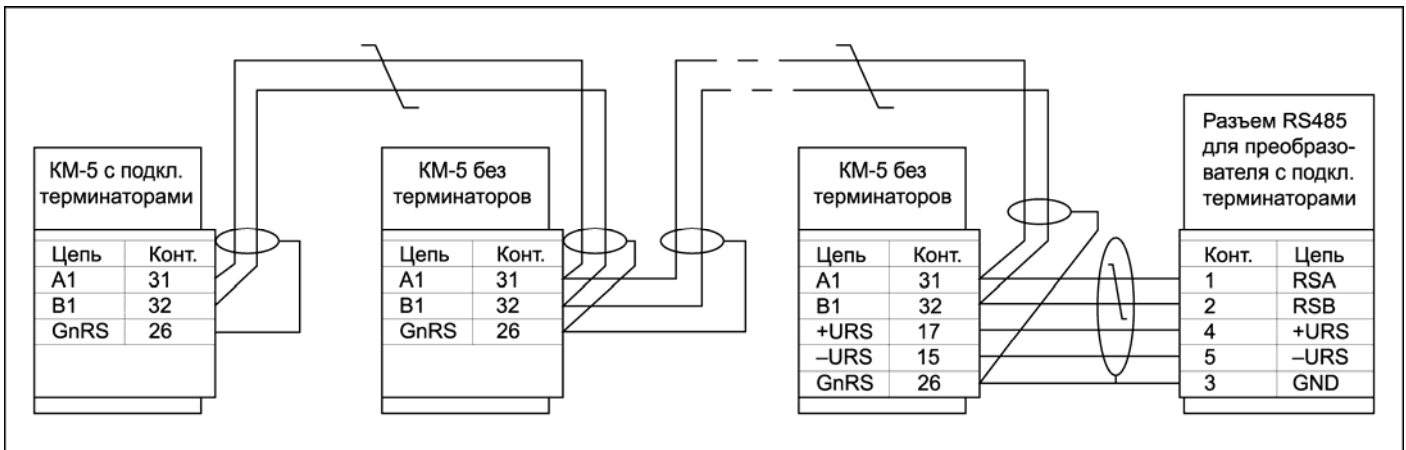 КМ-5 с подкл.
терминаторами
Цепь Конт.
A1 31
B1 32
GnRS 26
КМ-5 без
терминаторов
Цепь Конт.
A1 31
B1 32
GnRS 26
КМ-5 без
терминаторов
Цепь Конт.
A1 31
B1 32
+URS 17
–URS 15
GnRS 26
Разъем RS485
для преобразо-
вателя с подкл.
терминаторами
Конт. Цепь
1 RSA
2 RSB
4 +URS
5 –URS
3 GND